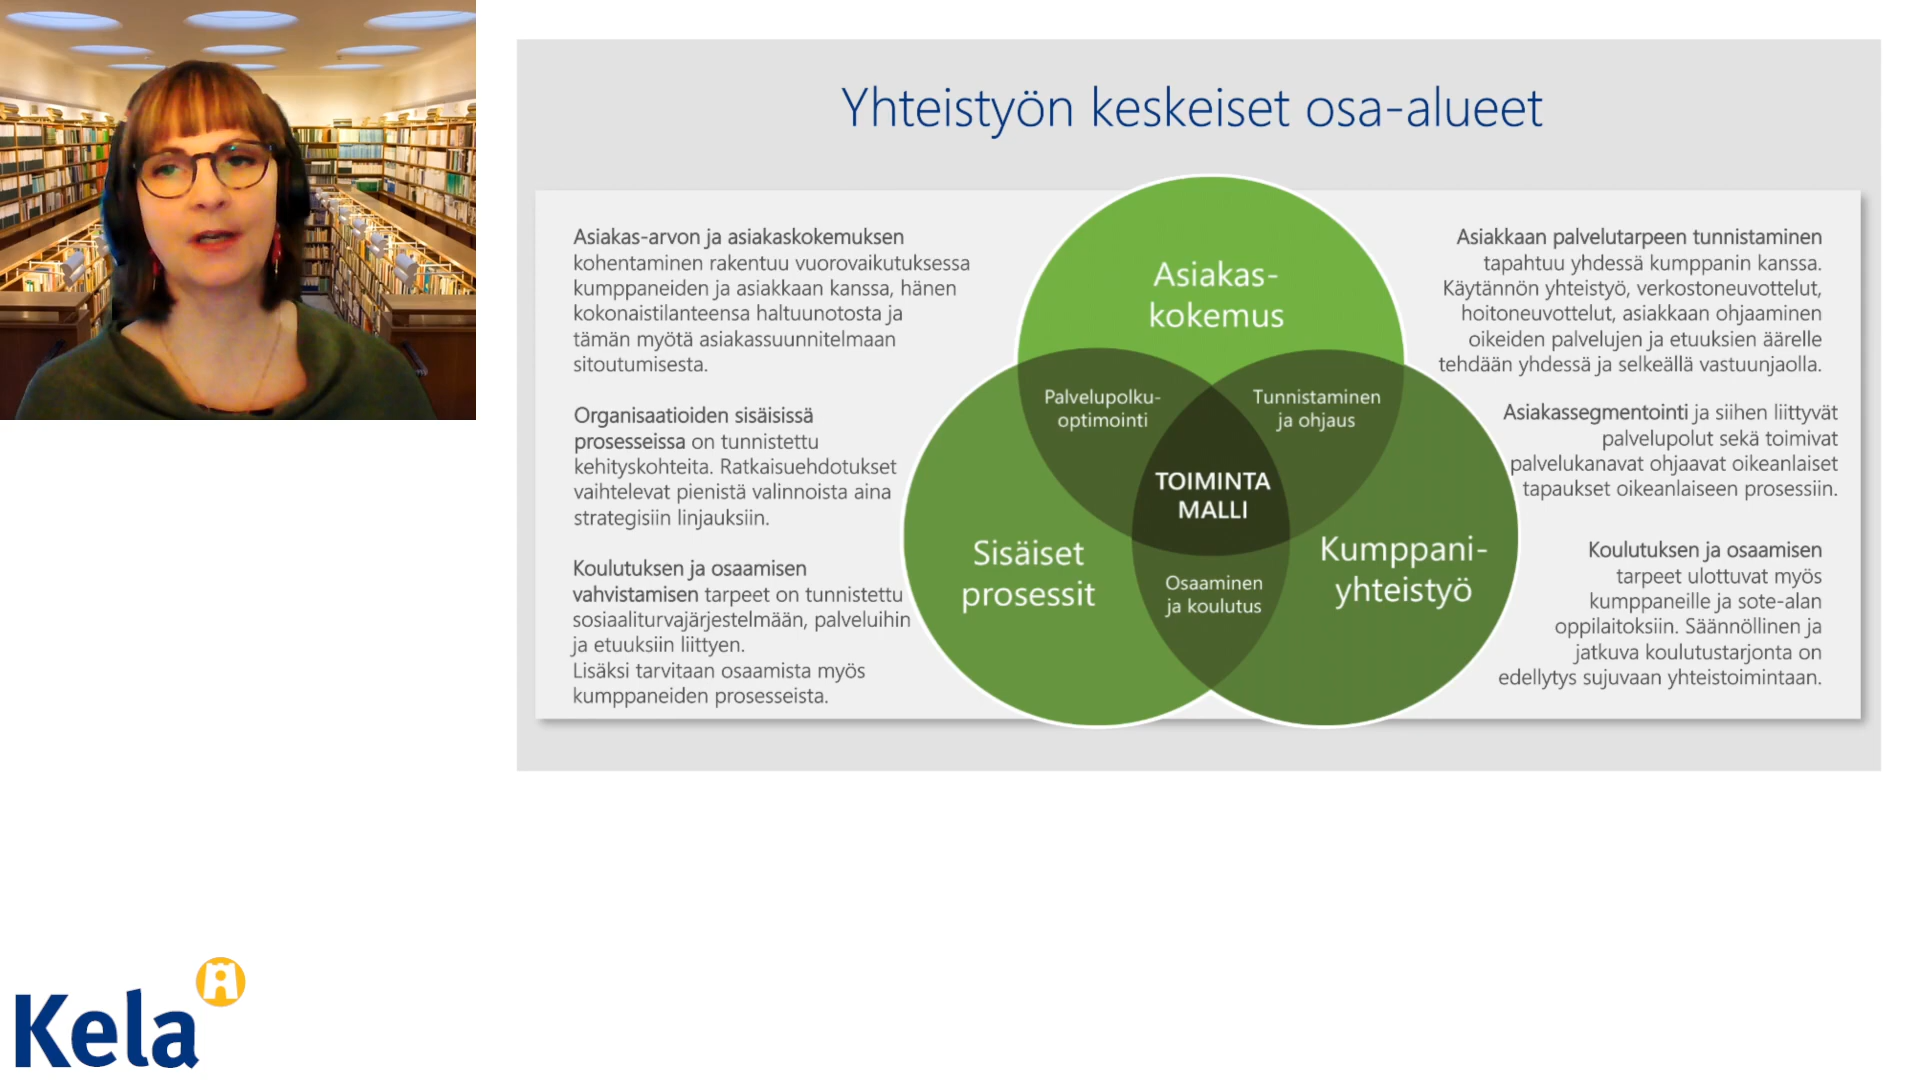 Yhteistyön keskeiset osa-alueet
Asiakas-arvon ja asiakaskokemuksen
kohentaminen rakentuu vuorovaikutuksessa
kumppaneiden ja asiakkaan kanssa, hänen
kokonaistilanteensa haltuunotosta ja
tämän myötä asiakassuunnitelmaan
sitoutumisesta.
Organisaatioiden sisäisissä
prosesseissa on tunnistettu
kehityskohteita. Ratkaisuehdotukset
vaihtelevat pienistä valinnoista aina
strategisiin linjauksiin.
Koulutuksen ja osaamisen
vahvistamisen tarpeet on tunnistettu
sosiaaliturvajärjestelmään, palveluihin
ja etuuksiin liittyen.
Lisäksi tarvitaan osaamista myös
kumppaneiden prosesseista.
Asiakas-
kokemus
Palvelupolku-
optimointi
Tunnistaminen
ja ohjaus
TOIMINTA
MALLI
Sisäiset
prosessit
Osaaminen
ja koulutus
Kumppani-
yhteistyö
Asiakkaan palvelutarpeen tunnistaminen
tapahtuu yhdessä kumppanin kanssa.
Käytännön yhteistyö, verkostoneuvottelut,
hoitoneuvottelut, asiakkaan ohjaaminen
oikeiden palvelujen ja etuuksien äärelle
tehdään yhdessä ja selkeällä vastuunjaolla.
Asiakassegmentointi ja siihen liittyvät
palvelupolut sekä toimivat
palvelukanavat ohjaavat oikeanlaiset
tapaukset oikeanlaiseen prosessiin.
Koulutuksen ja osaamisen
tarpeet ulottuvat myös
kumppaneille ja sote-alan
oppilaitoksiin. Säännöllinen ja
jatkuva koulutustarjonta on
edellytys sujuvaan yhteistoimintaan.
Kela